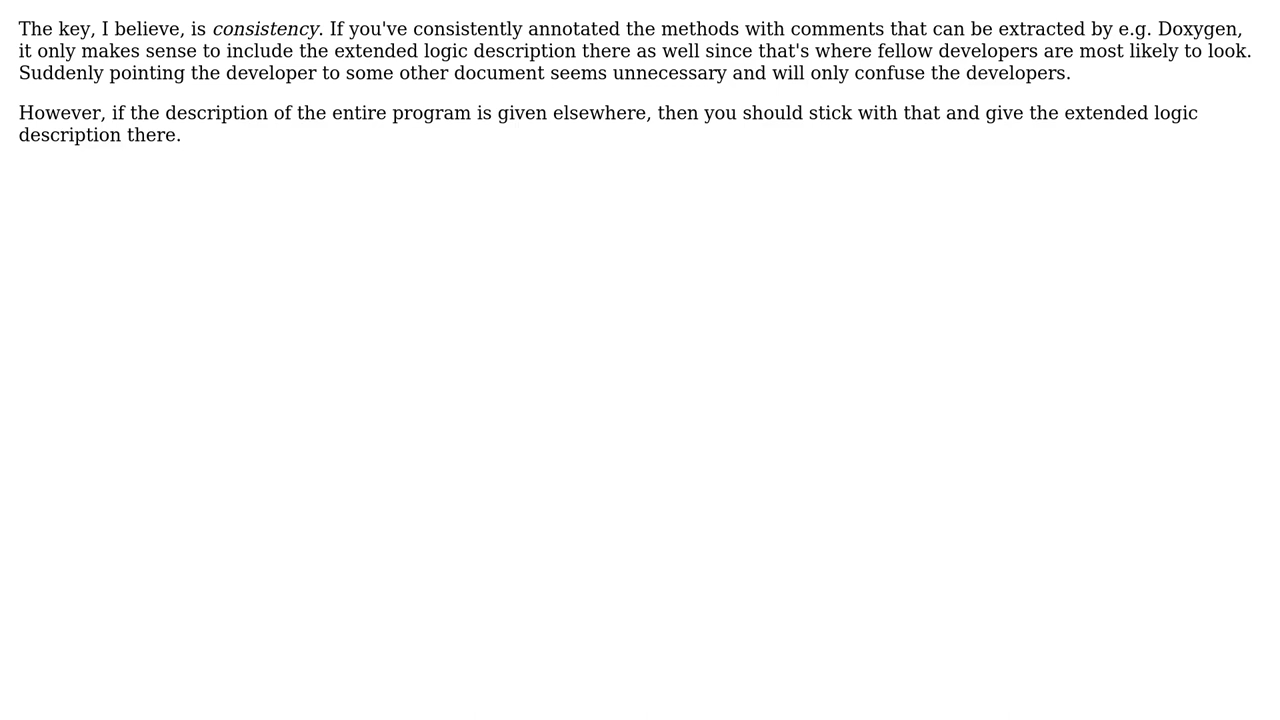 The key, I believe, is consistency. If you've consistently annotated the methods with comments that can be extracted by e.g. Doxygen,
it only makes sense to include the extended logic description there as well since that's where fellow developers are most likely to look.
Suddenly pointing the developer to some other document seems unnecessary and will only confuse the developers.
However, if the description of the entire program is given elsewhere, then you should stick with that and give the extended logic
description there.